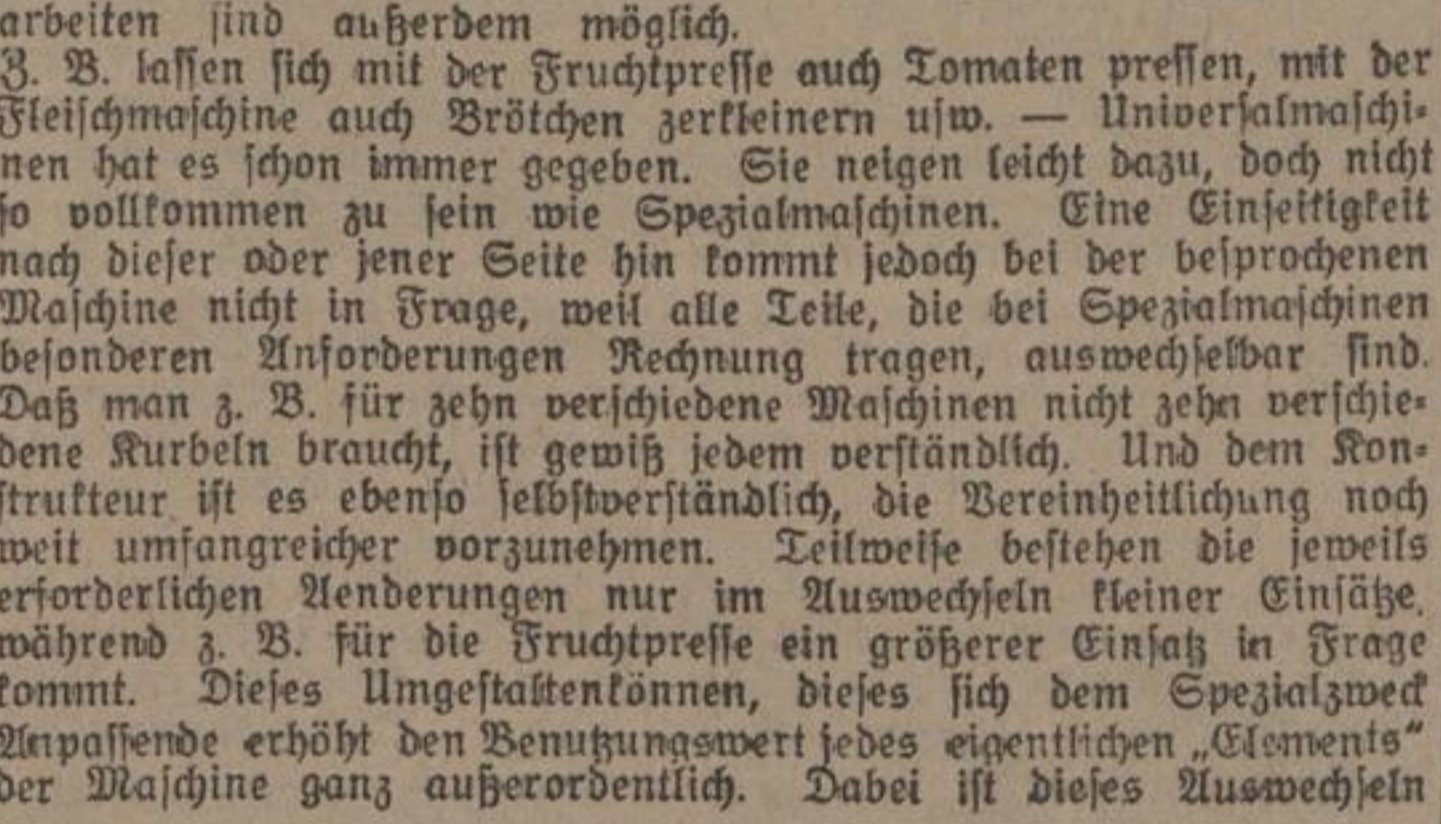 arbeiten sind außerdem möglich.
Z. B. lassen sich mit der Fruchtpresse auch Tomaten pressen, mit der
Fleischmaschine auch Brötchen zerkleinern usw. — Universalmaschi-
nen hat es schon immer gegeben. Sie neigen leicht dazu, doch nicht
so vollkommen zu sein wie Spezialmaschinen. Eine Einseitigkeit
nach dieser oder jener Seite hin kommt jedoch bei der besprochenen
Maschine nicht in Frage, weil alle Teile, die bei Spezialmaschinen
besonderen Anforderungen Rechnung tragen, auswechselbar sind.
Daß man z. B. für zehn verschiedene Maschinen nicht zehn verschie-
dene Kurbeln braucht, ist gewiß jedem verständlich. Und dem Kon-
strukteur ist es ebenso selbstverständlich, die Vereinheitlichung noch
weit umfangreicher vorzunehmen. Teilweise bestehen die jeweils
erforderlichen Aenderungen nur im Auswechseln kleiner Einsätze,
während z. B. für die Fruchtpresse ein größerer Einsatz in Frage
kommt. Dieses Umgestaltenkönnen, dieses sich dem Spezialzweck
Anpassende erhöht den Benutzungswert jedes eigentlichen „Elements“
der Maschine ganz außerordentlich. Dabei ist dieses Auswechseln